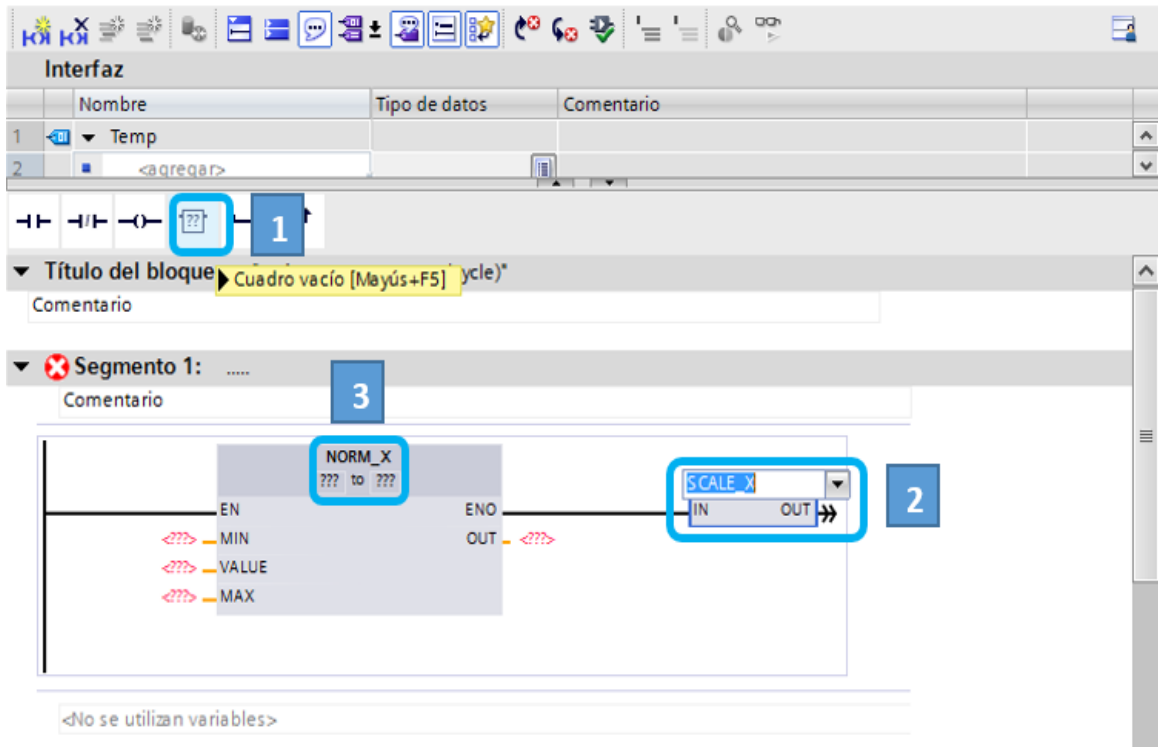 Interfaz
Nombre Tipo de datos Comentario
1 Temp
2 <agregar>
?? 1
Título del bloque ycle)"
Cuadro vacío [Mayús+F5]
Comentario
Segmento 1: .....
Comentario
3
NORM_X
??? to ???
SCALE_X
2
EN ENO IN OUT
<???> MIN OUT <???>
<???> VALUE
<???> MAX
<No se utilizan variables>